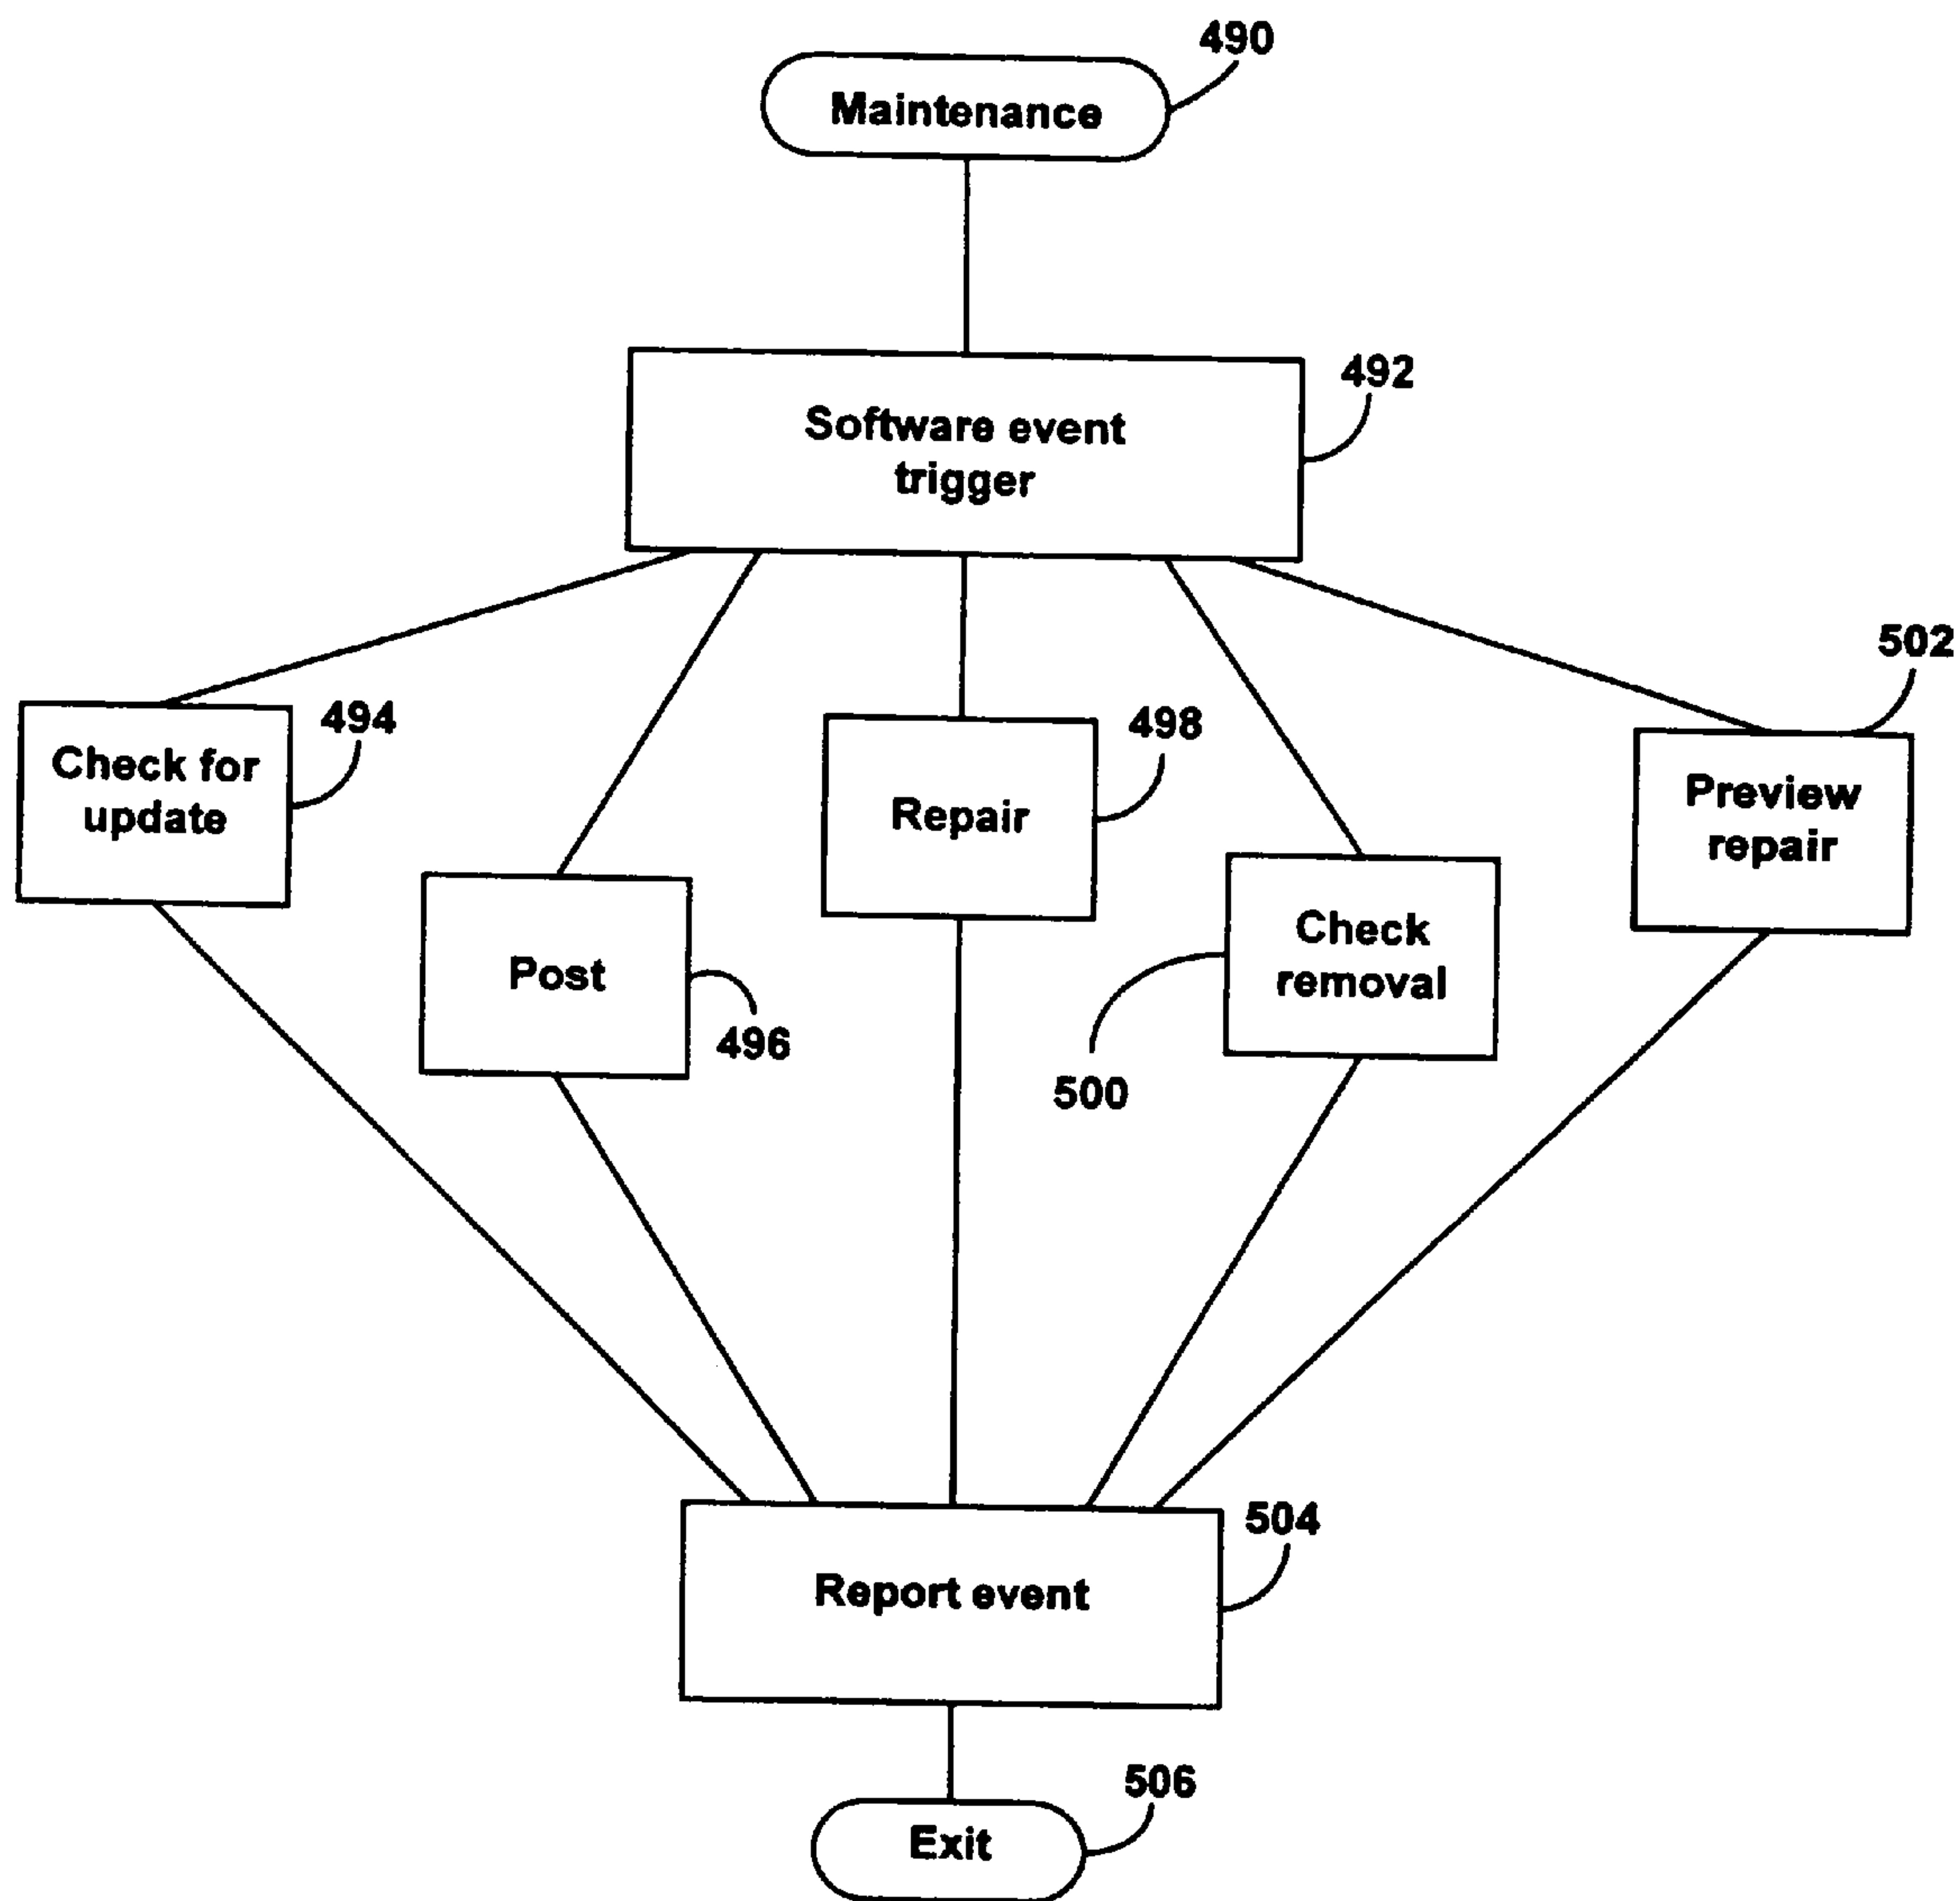 490
Maintenance
492
Software event
trigger
502
494
Check for
update
498
Repair
Preview
repair
Post
496
Check
removal
500
504
Report event
506
Exit